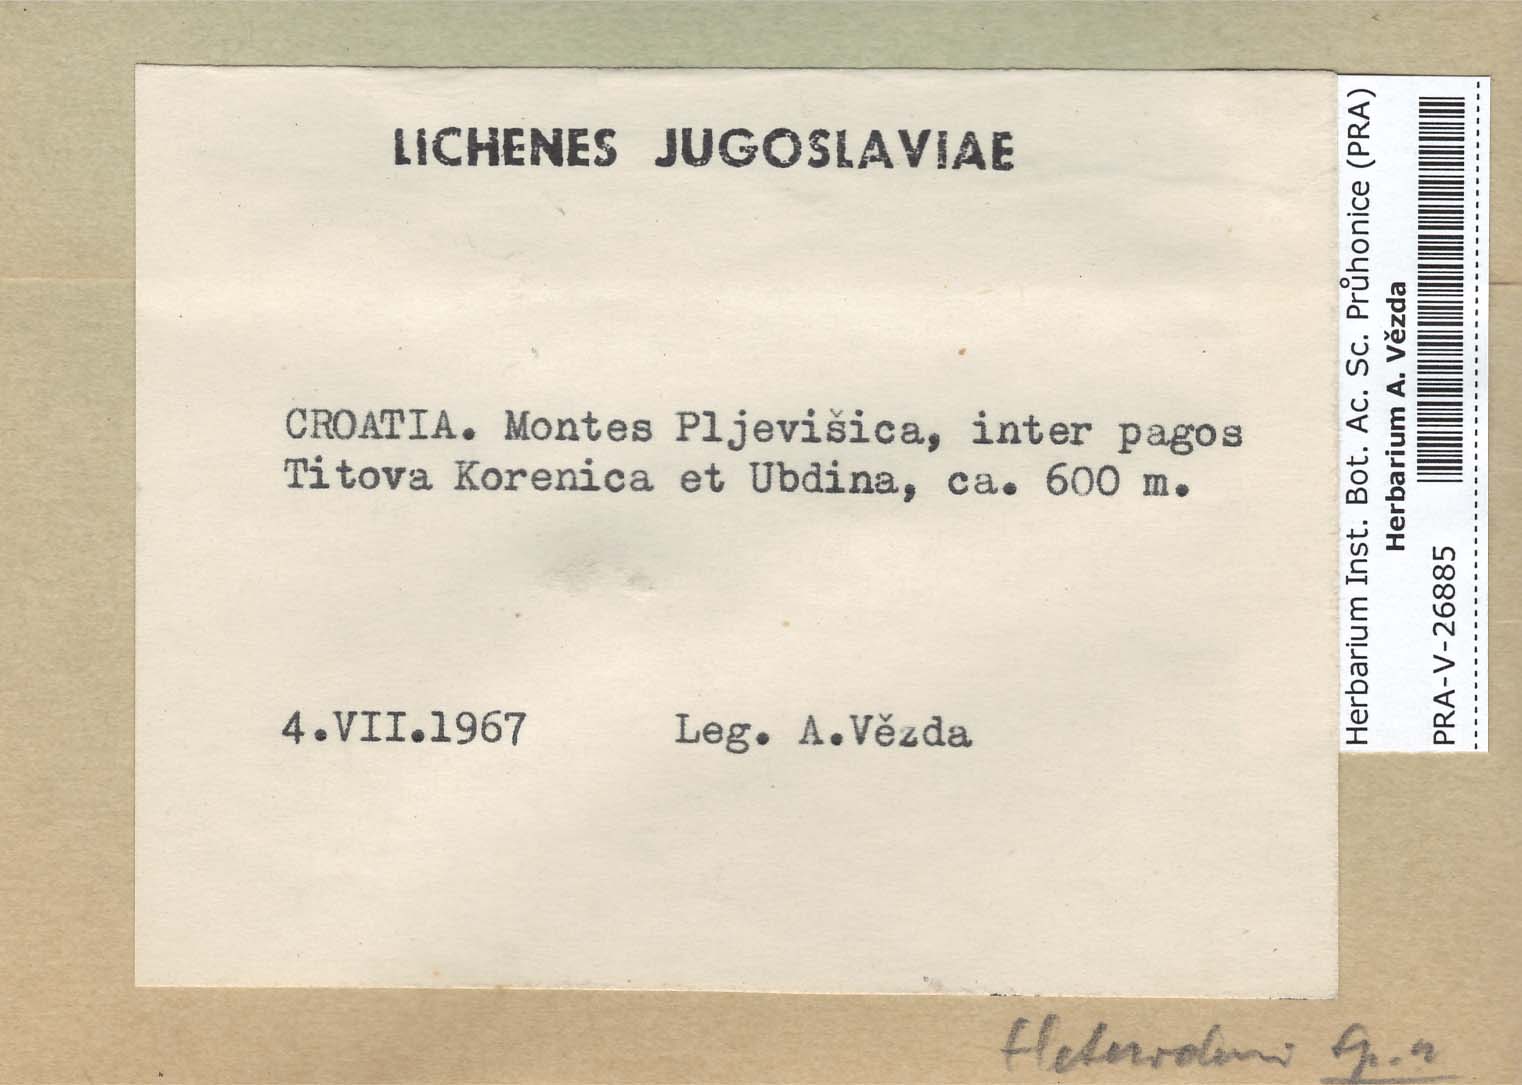 LICHENES JUGOSLAVIAE
CROATIA. Montes Pljevišica, inter pagos
Titova Korenica et Ubdina, ca. 600 m.
4.VII.1967 Leg. A.Vězda
Herbarium Inst. Bot. Ac. Sc. Průhonice (PRA)
Herbarium A. Vězda
PRA-V-26885
sp.